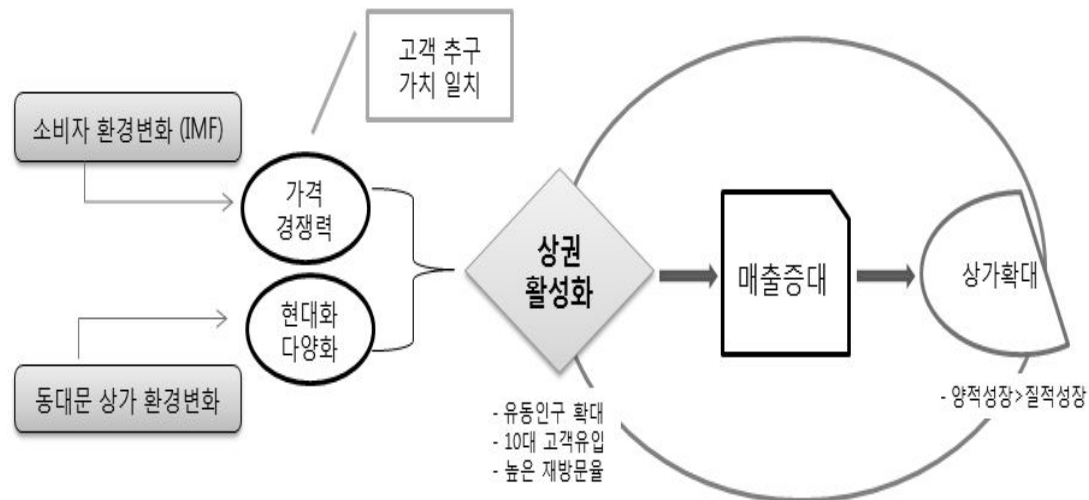 고객 추구
가치 일치
소비자 환경변화 (IMF)
가격
경쟁력
상권
활성화
매출증대
상가확대
현대화
다양화
동대문 상가 환경변화
- 유동인구 확대
- 10대 고객유입
- 높은 재방문율
- 양적성장>질적성장